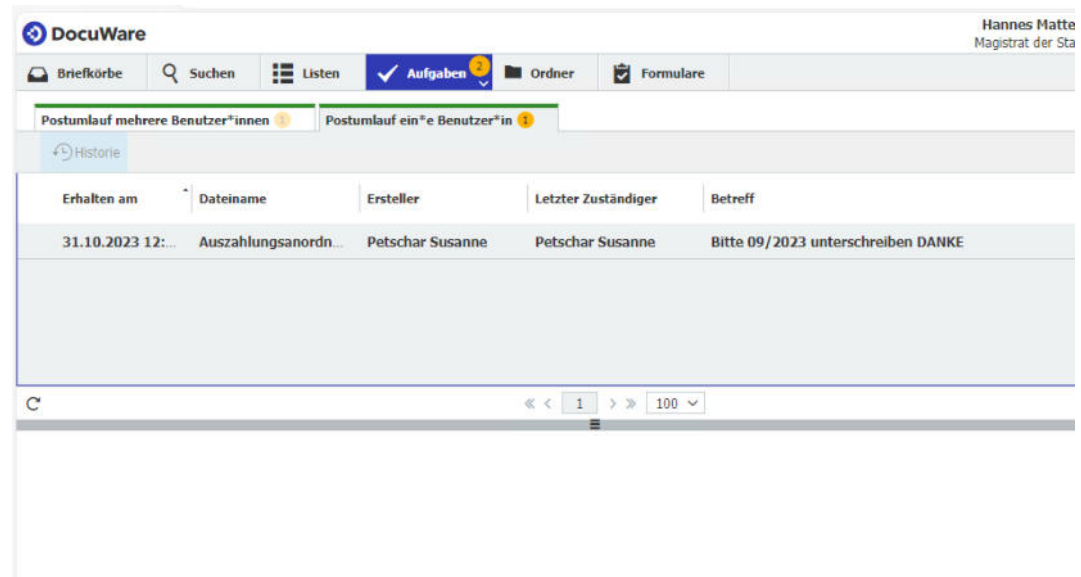 DocuWare
Hannes Matte
Magistrat der Sta
Briefkörbe Suchen Listen Aufgaben 2 Ordner Formulare
Postumlauf mehrere Benutzer*innen 1 Postumlauf ein*e Benutzer*in 1
Historie
Erhalten am Dateiname Ersteller Letzter Zuständiger Betreff
31.10.2023 12:... Auszahlungsanordn... Petschar Susanne Petschar Susanne Bitte 09/2023 unterschreiben DANKE
1 100